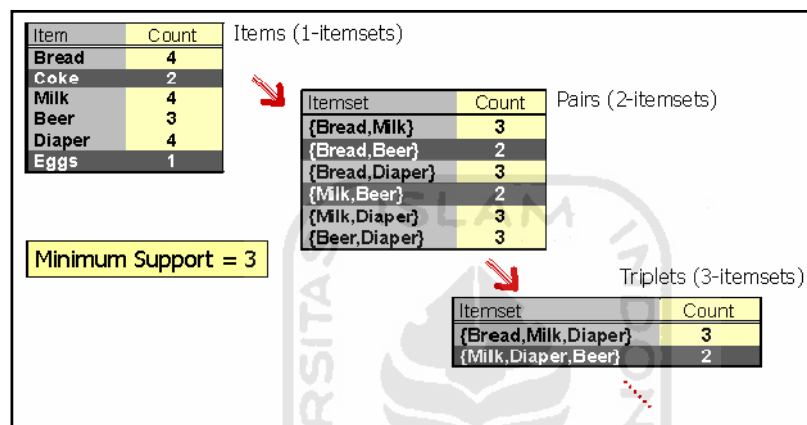 Item Count
Bread 4
Coke 2
Milk 4
Beer 3
Diaper 4
Eggs 1
Items (1-itemsets)
Itemset Count
{Bread,Milk} 3
{Bread,Beer} 2
{Bread,Diaper} 3
{Milk,Beer} 2
{Milk,Diaper} 3
{Beer,Diaper} 3
Pairs (2-itemsets)
Minimum Support = 3
Triplets (3-itemsets)
Itemset Count
{Bread,Milk,Diaper} 3
{Milk,Diaper,Beer} 2
ISLAM